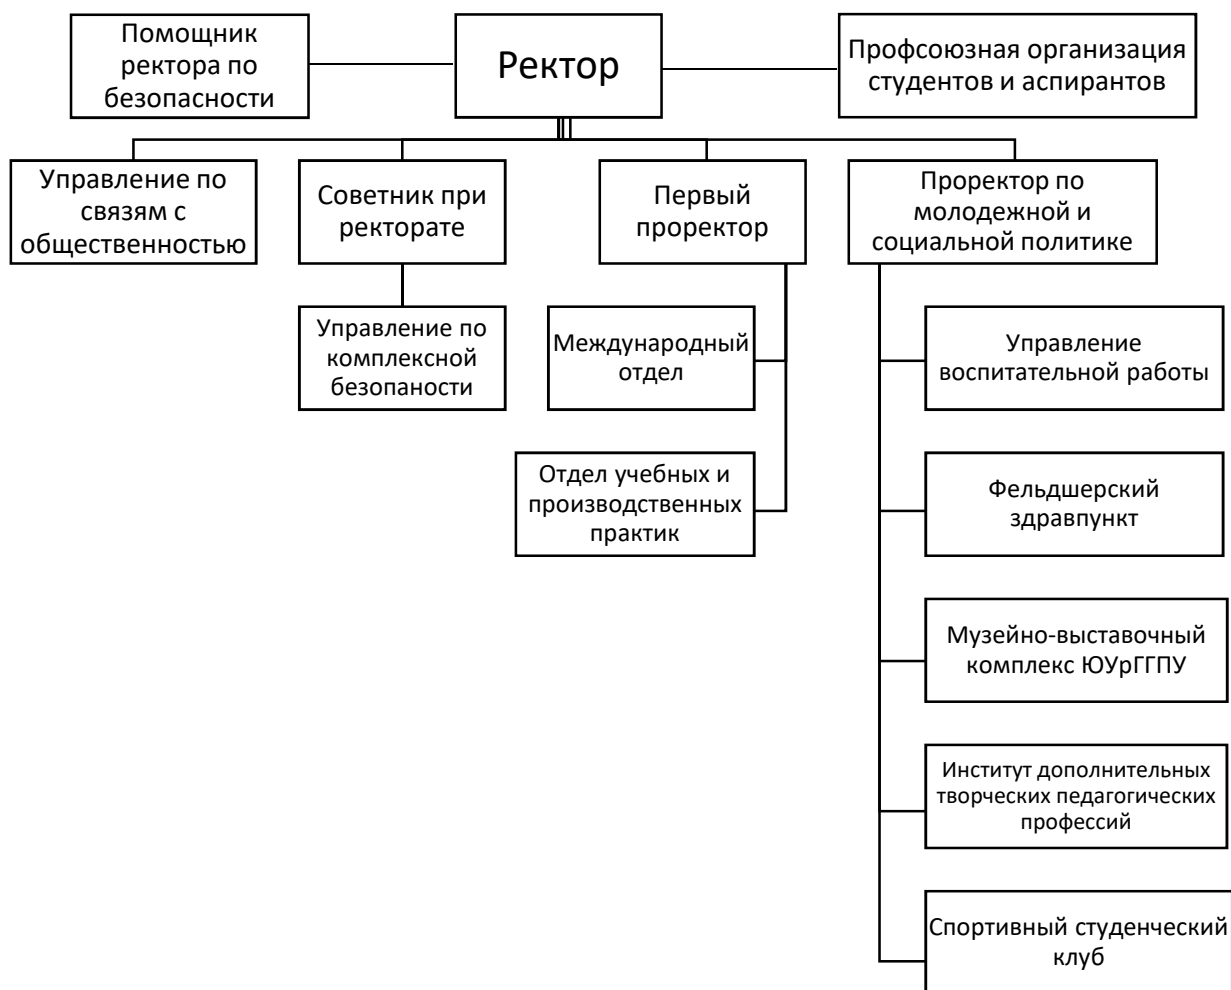 Помощник
ректора по
безопасности
Ректор
Профсоюзная организация
студентов и аспирантов
Управление по
связям с
общественностью
Советник при
ректорате
Первый
проректор
Проректор по
молодежной и
социальной политике
Управление по
комплексной
безопаности
Международный
отдел
Управление
воспитательной работы
Отдел учебных и
производственных
практик
Фельдшерский
здравпункт
Музейно-выставочный
комплекс ЮУрГГПУ
Институт дополнительных
творческих педагогических
профессий
Спортивный студенческий
клуб